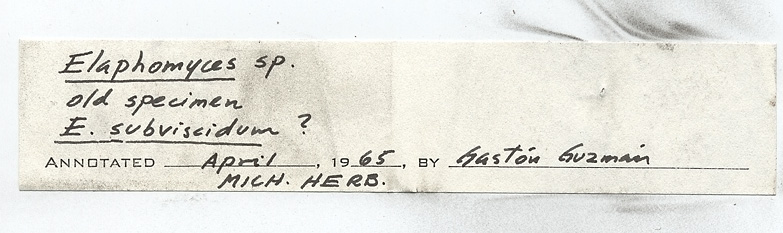 Elaphomyces sp.
old specimen
E. subviscidum ?
ANNOTATED April, 1965, BY Gastón Guzmán
MICH. HERB.